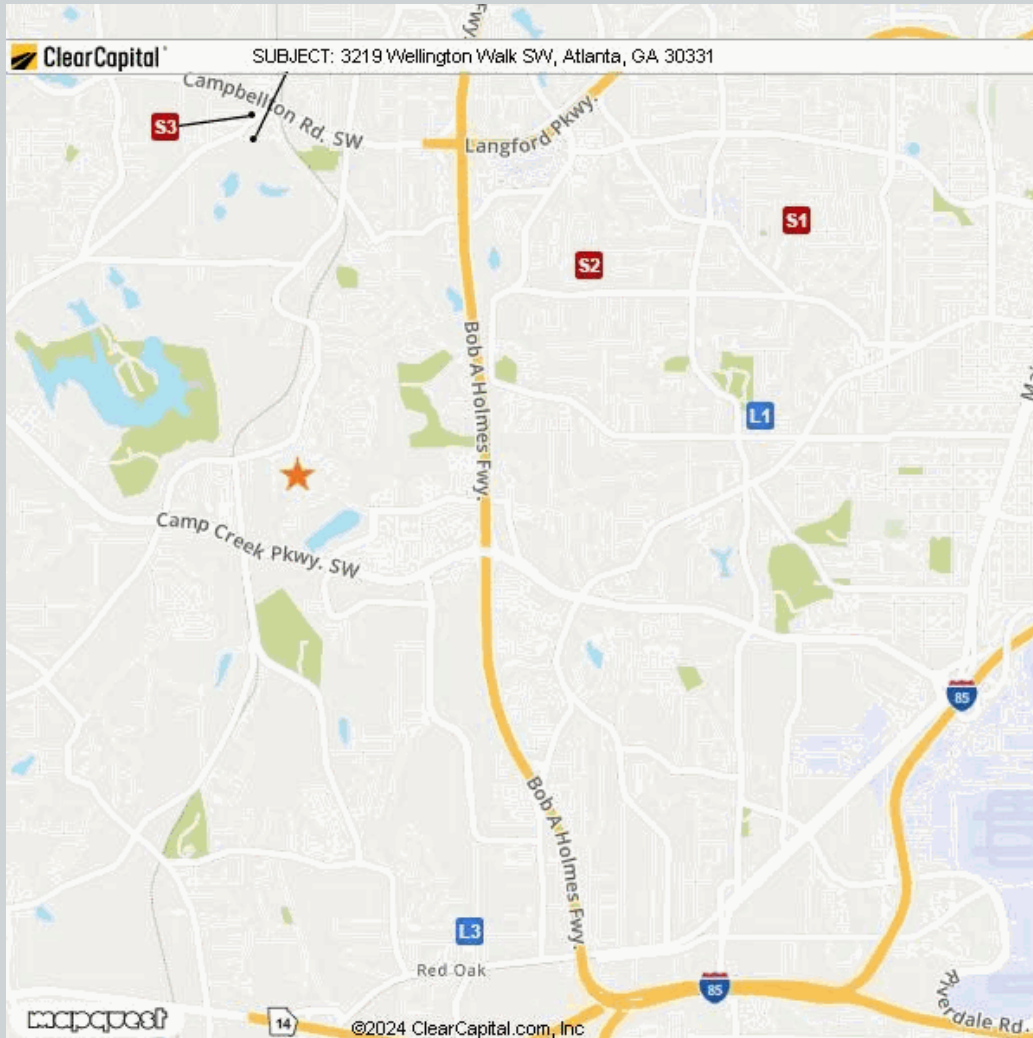 Fwy.
ClearCapital
SUBJECT: 3219 Wellington Walk SW, Atlanta, GA 30331
Campbellton Rd. SW
S3
Langford Pkwy.
S1
S2
Bob A Holmes Fwy.
L1
Camp Creek Pkwy. SW
85
Bob A Holmes Fwy.
L3
Red Oak
85
Riverdale Rd.
mapquest
14
©2024 ClearCapital.com, Inc